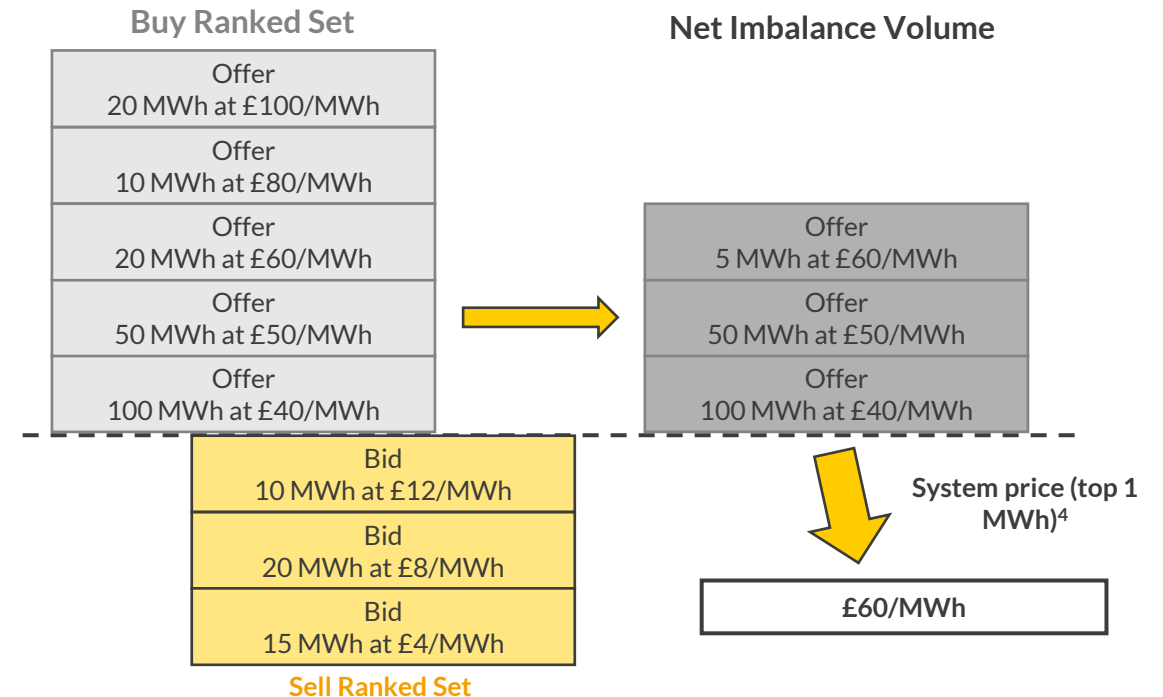 Buy Ranked Set
Offer
20 MWh at £100/MWh
Offer
10 MWh at £80/MWh
Offer
20 MWh at £60/MWh
Offer
50 MWh at £50/MWh
Offer
100 MWh at £40/MWh
Bid
10 MWh at £12/MWh
Bid
20 MWh at £8/MWh
Bid
15 MWh at £4/MWh
Sell Ranked Set
Net Imbalance Volume
Offer
5 MWh at £60/MWh
Offer
50 MWh at £50/MWh
Offer
100 MWh at £40/MWh
System price (top 1
MWh)⁴
£60/MWh